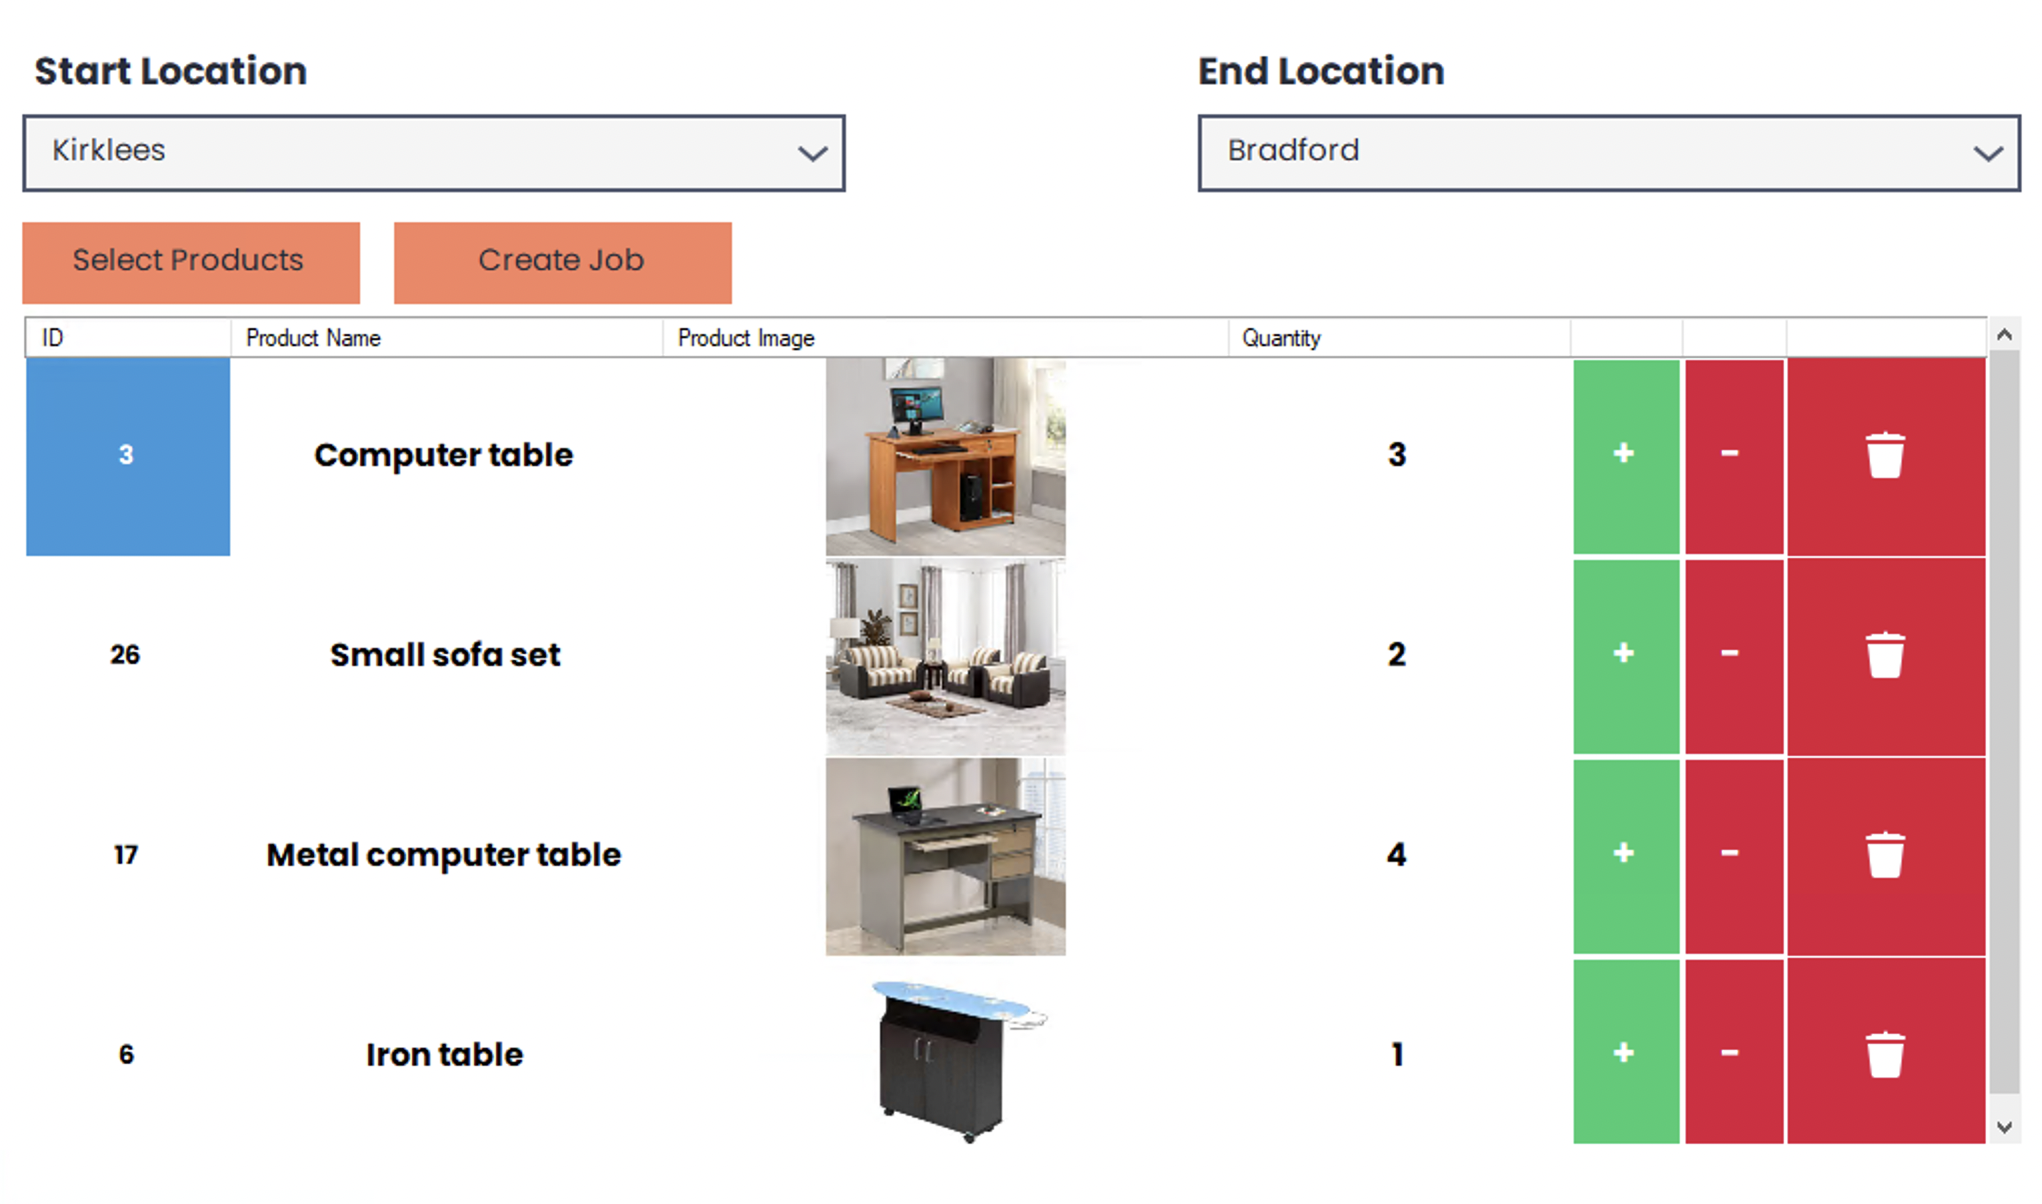 Start Location
End Location
Kirklees
Bradford
Select Products
Create Job
ID Product Name Product Image Quantity
3 Computer table 3 + -
26 Small sofa set 2 + -
17 Metal computer table 4 + -
6 Iron table 1 + -